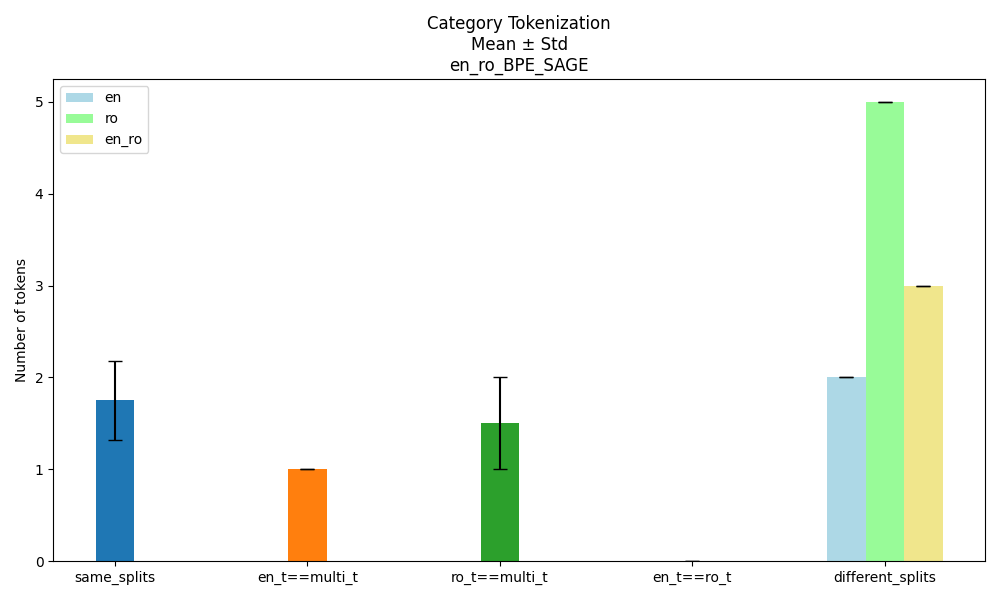 Category Tokenization
Mean ± Std
en_ro_BPE_SAGE
en
ro
en_ro
Number of tokens
5
4
3
2
1
0
same_splits
en_t==multi_t
ro_t==multi_t
en_t==ro_t
different_splits